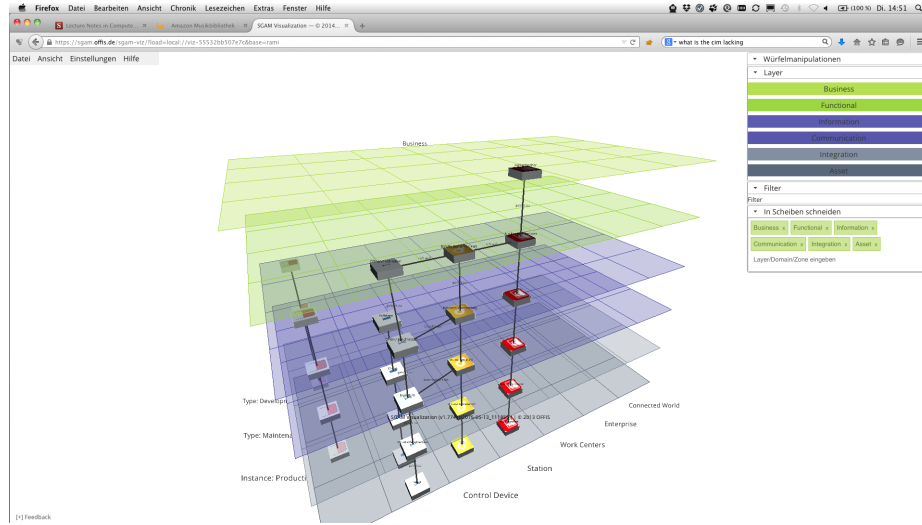 Firefox Datei Bearbeiten Ansicht Chronik Lesezeichen Extras Fenster Hilfe
(100 %) Di. 14:51
Lecture Notes in Compute...
Amazon Musikbibliothek
SGAM Visualization — © 2014...
https://sgam.offis.de/sgam-viz/?load=local://viz-55532bb507e7c&base=rami
what is the cim lacking
Datei Ansicht Einstellungen Hilfe
Würfelmanipulationen
Layer
Business
Functional
Information
Communication
Integration
Asset
Filter
Filter
In Scheiben schneiden
Business x Functional x Information x
Communication x Integration x Asset x
Layer/Domain/Zone eingeben
Business
Type: Developm
Type: Maintena
Instance: Producti
Connected World
Enterprise
Work Centers
Station
Control Device
© 2013 OFFIS
[+] Feedback